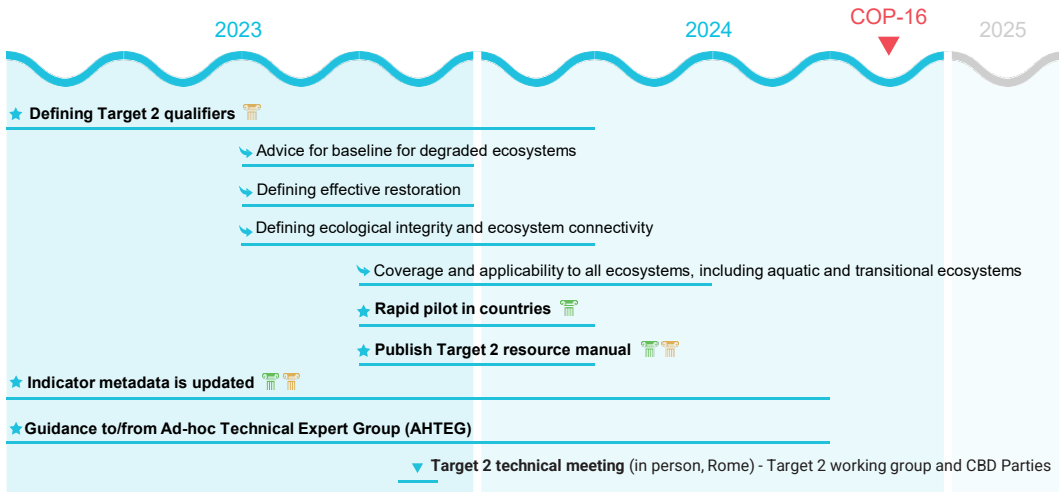 2023
2024
COP-16
2025
Defining Target 2 qualifiers
Advice for baseline for degraded ecosystems
Defining effective restoration
Defining ecological integrity and ecosystem connectivity
Coverage and applicability to all ecosystems, including aquatic and transitional ecosystems
Rapid pilot in countries
Publish Target 2 resource manual
Indicator metadata is updated
Guidance to/from Ad-hoc Technical Expert Group (AHTEG)
Target 2 technical meeting (in person, Rome) - Target 2 working group and CBD Parties